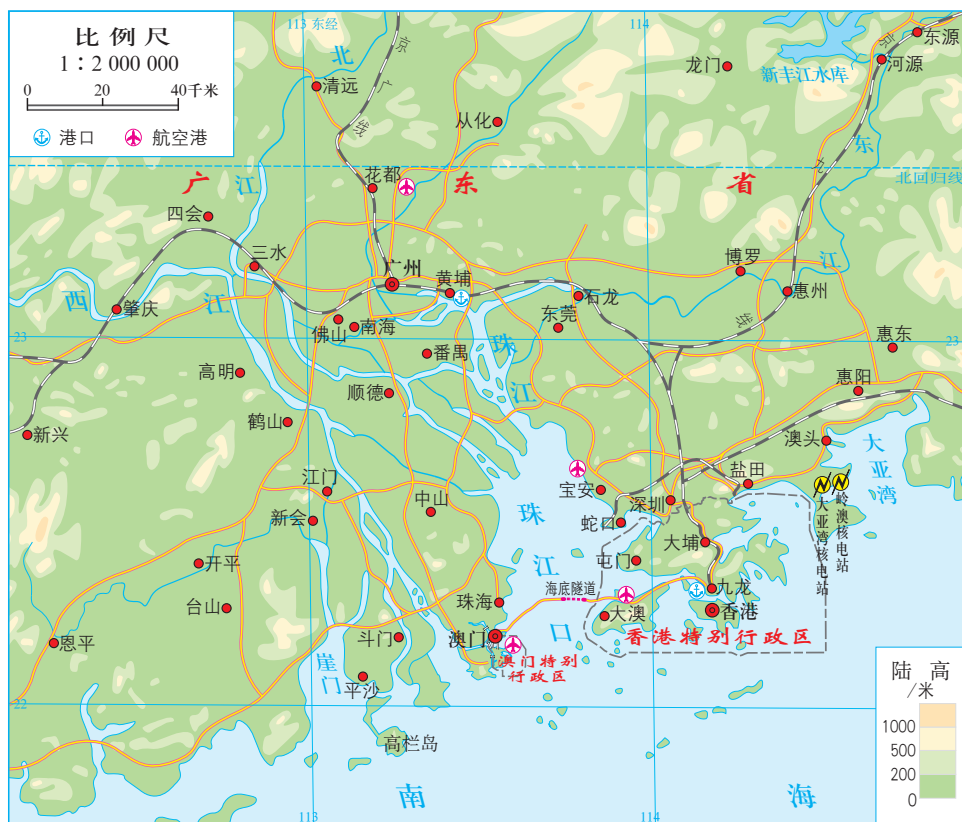 比例尺
1：2 000 000
0 20 40千米
港口 航空港
113 东经
114
北
京
广
线
清远
从化
龙门
新丰江水库
京
东源
河源
九
东
北回归线
花都
广 东 省
江
四会
三水
广州
黄埔
博罗
江
西
江
肇庆
石龙
惠州
佛山
南海
东莞
线
珠
惠东
23
番禺
23
高明
顺德
江
惠阳
鹤山
新兴
澳头
大
亚
湾
江门
中山
宝安
盐田
深圳
珠
新会
蛇口
大亚湾核电站
岭澳核电站
大埔
江
屯门
开平
海底隧道
九龙
台山
珠海
大澳
香港
口
恩平
斗门
澳门
香港特别行政区
崖
门
澳门特别
行政区
平沙
22
22
高栏岛
南 海
113
114
陆高
/米
1000
500
200
0